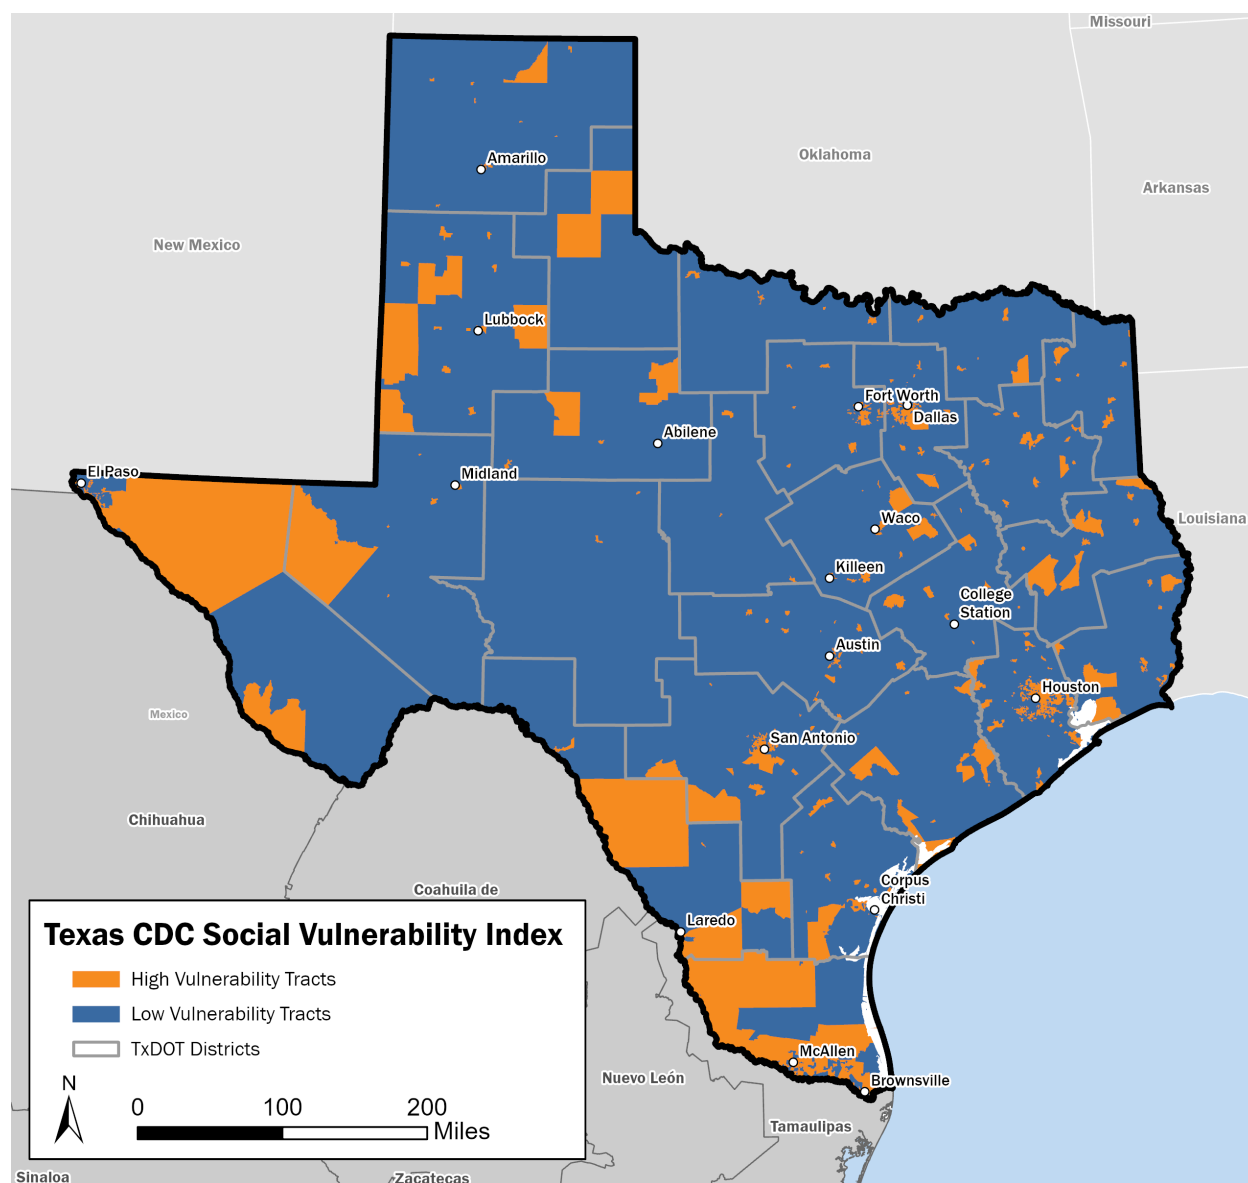 Missouri
Oklahoma
Arkansas
New Mexico
Amarillo
Lubbock
Fort Worth
Dallas
Abilene
El Paso
Midland
Waco
Louisiana
Killeen
College
Station
Austin
Houston
Mexico
San Antonio
Chihuahua
Coahuila de
Corpus
Christi
Laredo
McAllen
Brownsville
Nuevo León
Tamaulipas
Sinaloa
Zacatecas
Texas CDC Social Vulnerability Index
High Vulnerability Tracts
Low Vulnerability Tracts
TxDOT Districts
N
0 100 200
Miles